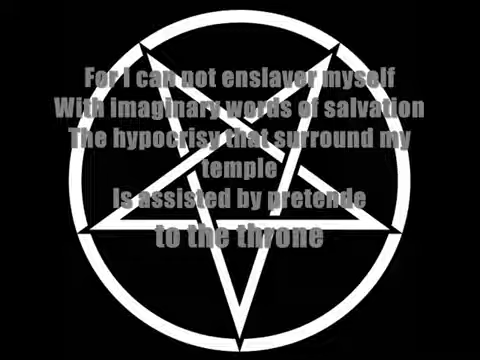 For I can not enslaver myself
With imaginary words of salvation
The hypocrisy that surround my
temple
Is assisted by pretende
to the throne